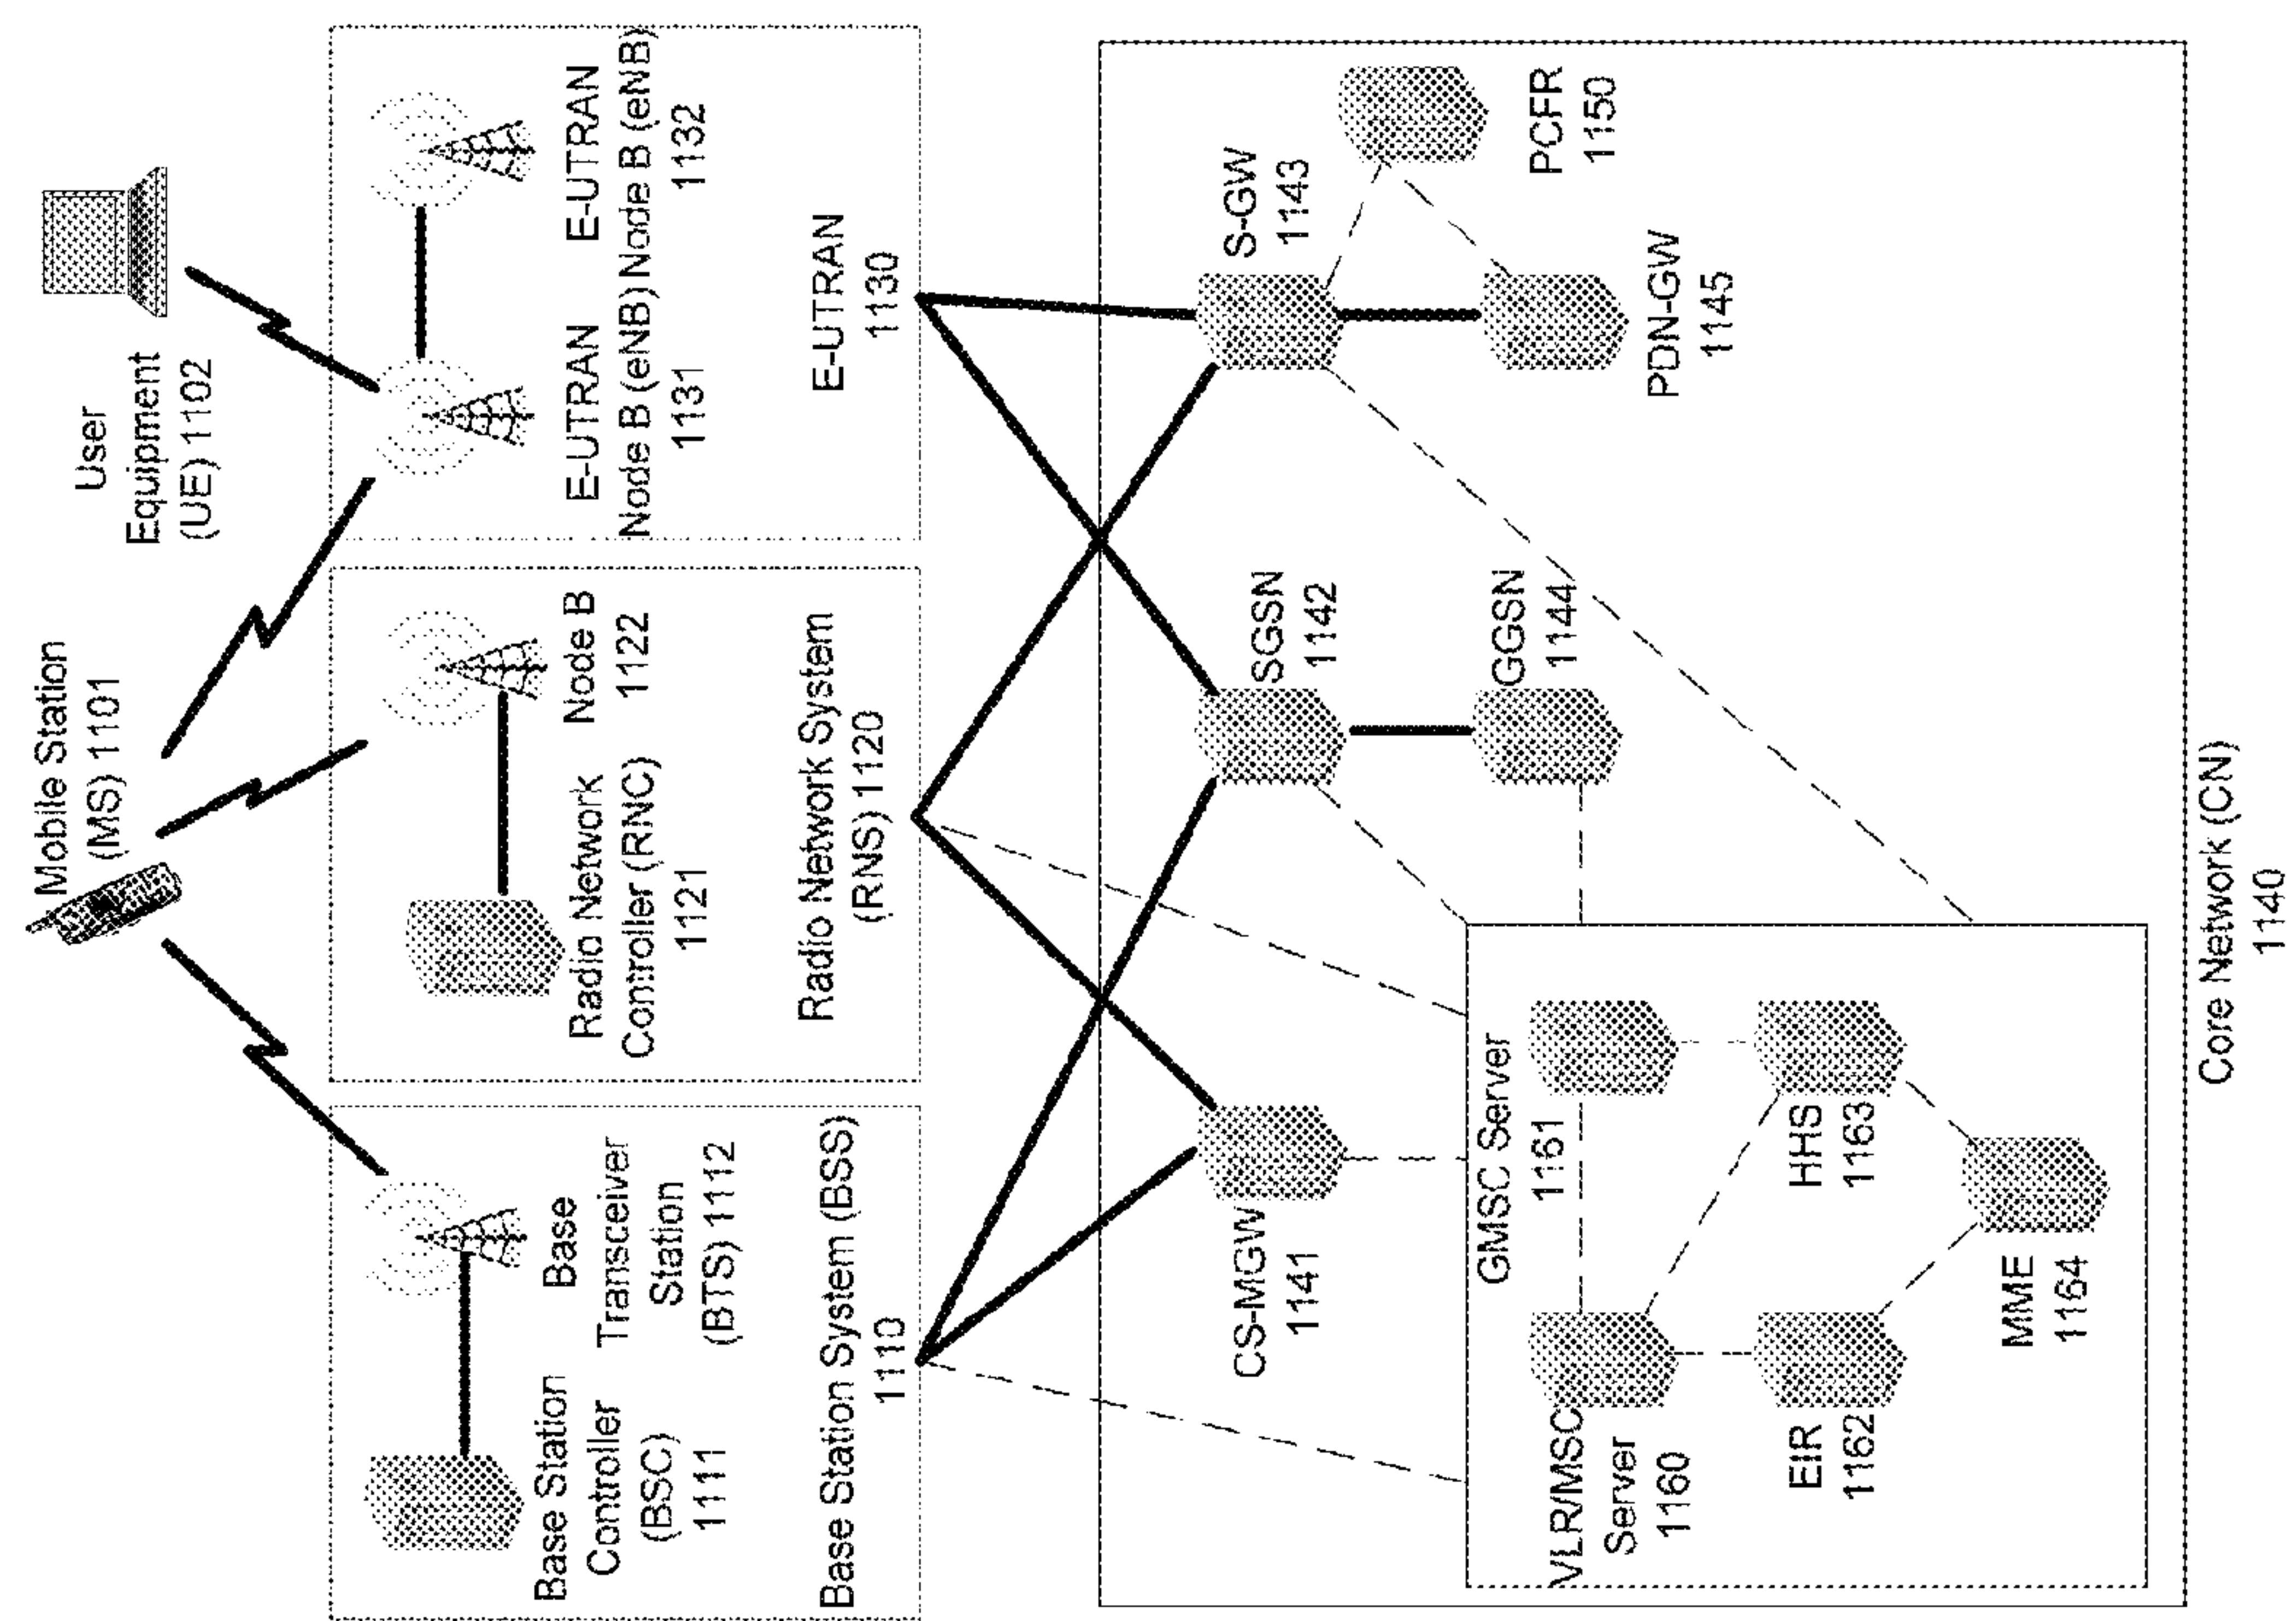 Mobile Station
(MS) 1101
User
Equipment
(UE) 1102
Base Station
Controller
(BSC)
1111
Base
Transceiver
Station
(BTS) 1112
Base Station System (BSS)
1110
Radio Network
Controller (RNC)
1121
Node B
1122
Radio Network System
(RNS) 1120
E-UTRAN
Node B (eNB)
1131
E-UTRAN
Node B (eNB)
1132
E-UTRAN
1130
CS-MGW
1141
SGSN
1142
S-GW
1143
GGSN
1144
PDN-GW
1145
PCFR
1150
VLR/MSC
Server
1160
GMSC Server
1161
EIR
1162
HHS
1163
MME
1164
Core Network (CN)
1140